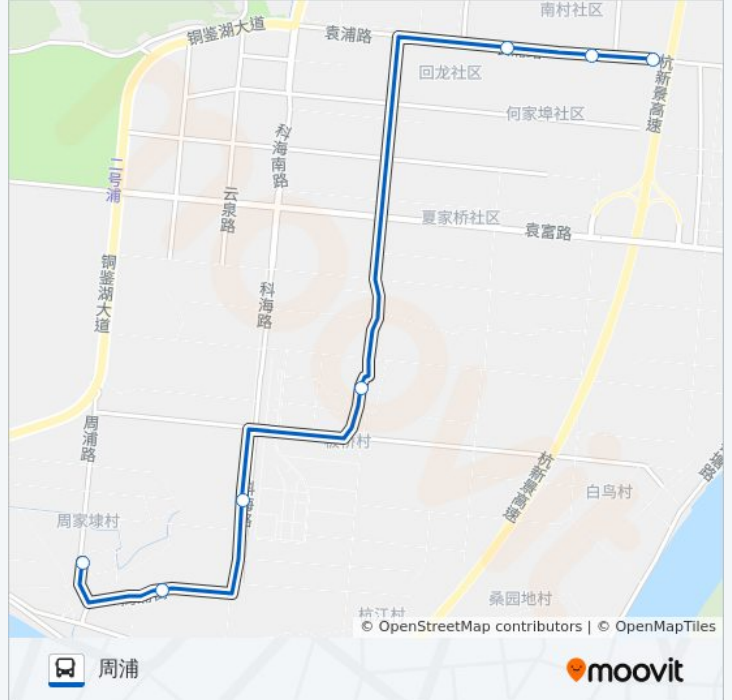 南村社区
铜鉴湖大道
袁浦路
回龙社区
杭新景高速
何家埠社区
科海南路
二号浦
云泉路
夏家桥社区
袁富路
铜鉴湖大道
科海路
周浦路
杭新景高速
白鸟村
周家埭村
桑园地村
杭江村
© OpenStreetMap contributors | © OpenMapTiles
周浦
moovit